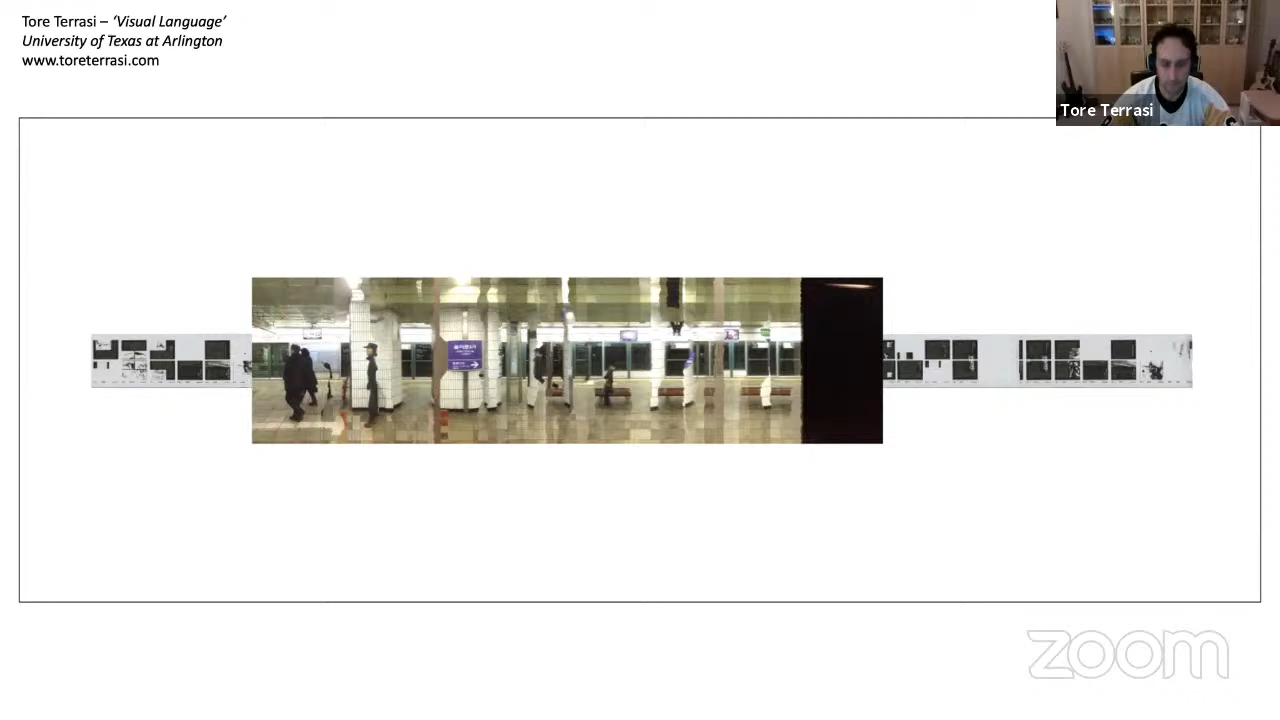 Tore Terrasi – ‘Visual Language’
University of Texas at Arlington
www.toreterrasi.com
Tore Terrasi
zoom